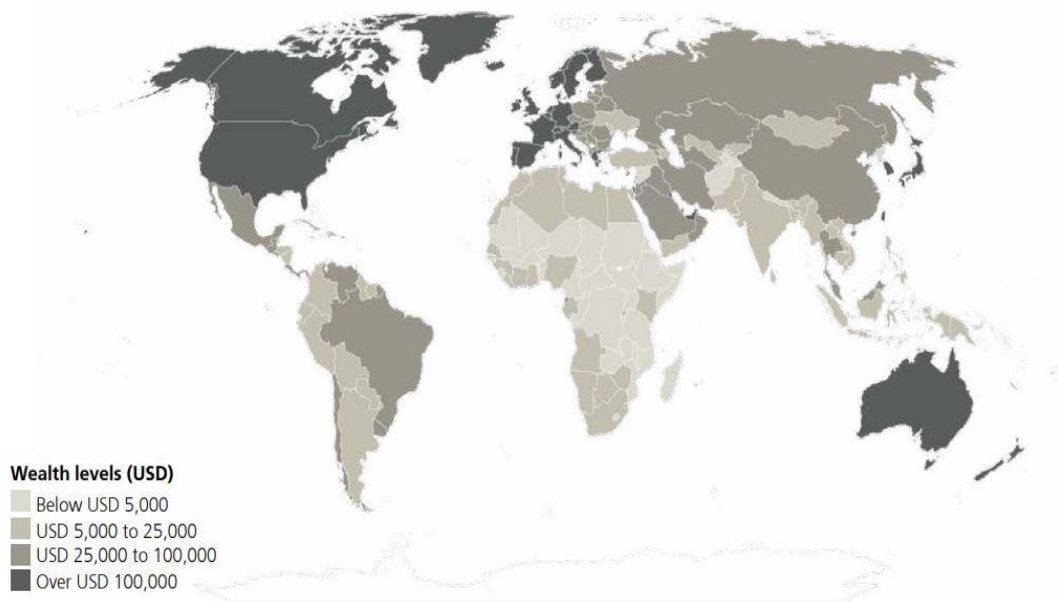 Wealth levels (USD)
Below USD 5,000
USD 5,000 to 25,000
USD 25,000 to 100,000
Over USD 100,000